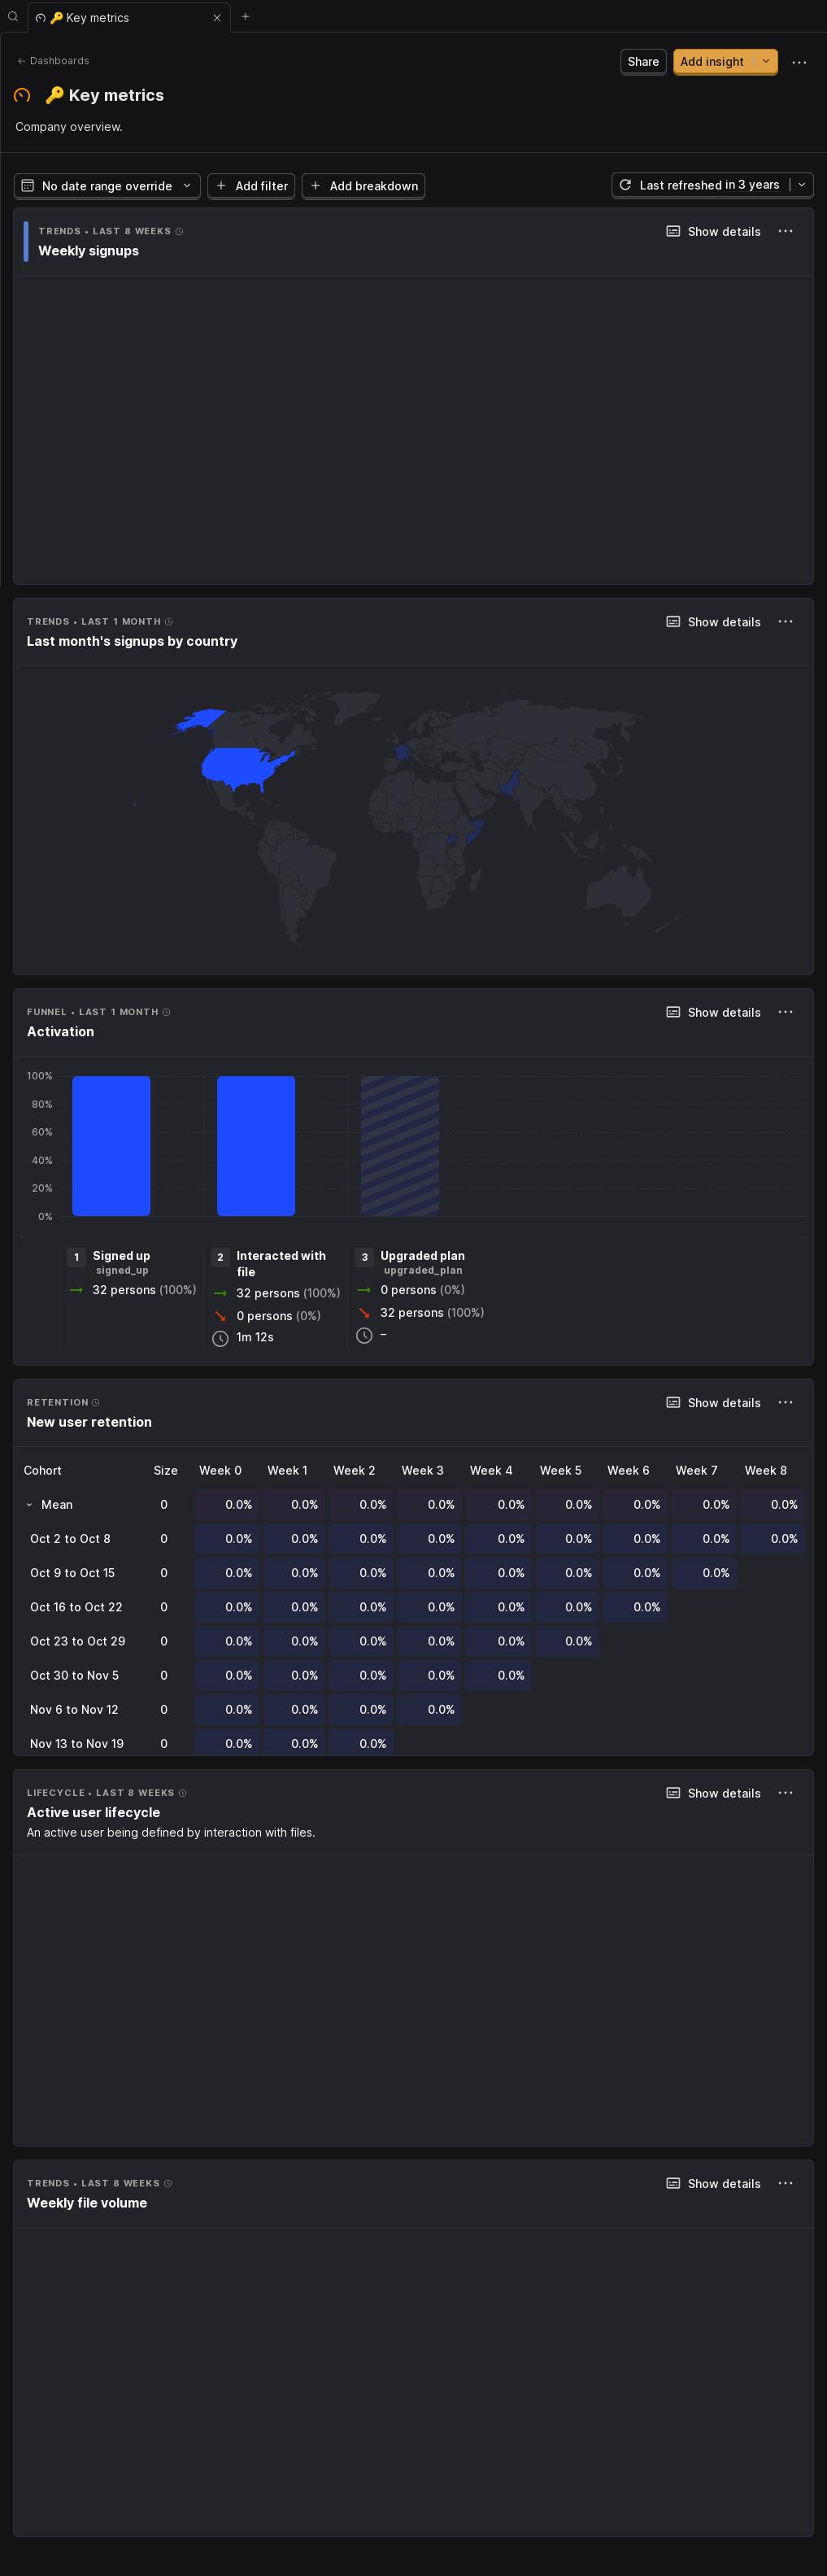 🔑 Key metrics
Dashboards
Share
Add insight
🔑 Key metrics
Company overview.
No date range override
Add filter
Add breakdown
Last refreshed in 3 years
TRENDS • LAST 8 WEEKS
Show details
Weekly signups
TRENDS • LAST 1 MONTH
Show details
Last month's signups by country
FUNNEL • LAST 1 MONTH
Show details
Activation
100%
80%
60%
40%
20%
0%
1 Signed up
signed_up
32 persons (100%)
2 Interacted with
file
32 persons (100%)
0 persons (0%)
1m 12s
3 Upgraded plan
upgraded_plan
0 persons (0%)
32 persons (100%)
–
RETENTION
Show details
New user retention
Cohort Size Week 0 Week 1 Week 2 Week 3 Week 4 Week 5 Week 6 Week 7 Week 8
Mean 0 0.0% 0.0% 0.0% 0.0% 0.0% 0.0% 0.0% 0.0% 0.0%
Oct 2 to Oct 8 0 0.0% 0.0% 0.0% 0.0% 0.0% 0.0% 0.0% 0.0% 0.0%
Oct 9 to Oct 15 0 0.0% 0.0% 0.0% 0.0% 0.0% 0.0% 0.0% 0.0%
Oct 16 to Oct 22 0 0.0% 0.0% 0.0% 0.0% 0.0% 0.0% 0.0%
Oct 23 to Oct 29 0 0.0% 0.0% 0.0% 0.0% 0.0% 0.0%
Oct 30 to Nov 5 0 0.0% 0.0% 0.0% 0.0% 0.0%
Nov 6 to Nov 12 0 0.0% 0.0% 0.0% 0.0%
Nov 13 to Nov 19 0 0.0% 0.0% 0.0%
LIFECYCLE • LAST 8 WEEKS
Show details
Active user lifecycle
An active user being defined by interaction with files.
TRENDS • LAST 8 WEEKS
Show details
Weekly file volume